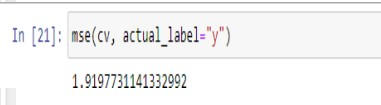 In [21]: mse(cv, actual_label="y")
1.9197731141332992